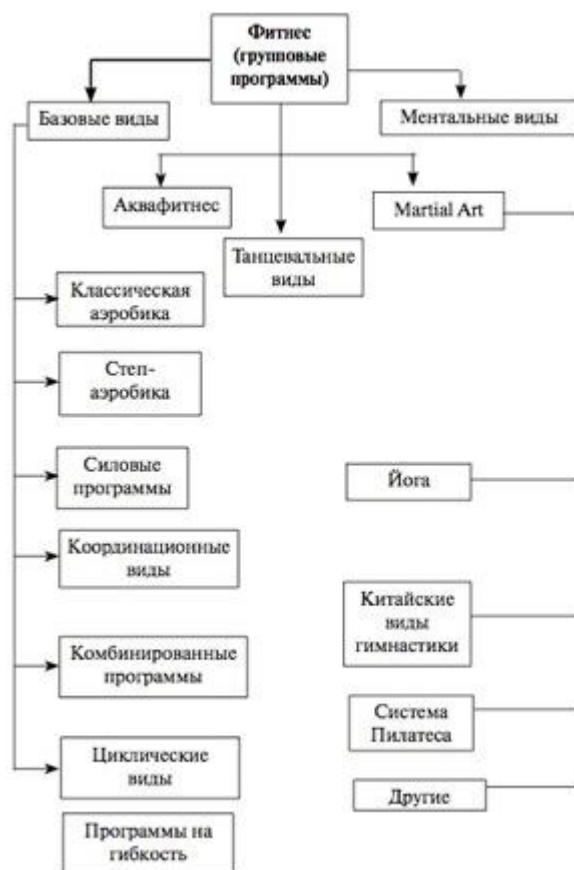 Фитнес
(групповые
программы)
Базовые виды
Ментальные виды
Аквафитнес
Martial Art
Танцевальные
виды
Классическая
аэробика
Степ-
аэробика
Силовые
программы
Йога
Координационные
виды
Китайские
виды
гимнастики
Комбинированные
программы
Система
Пилатеса
Циклические
виды
Другие
Программы на
гибкость